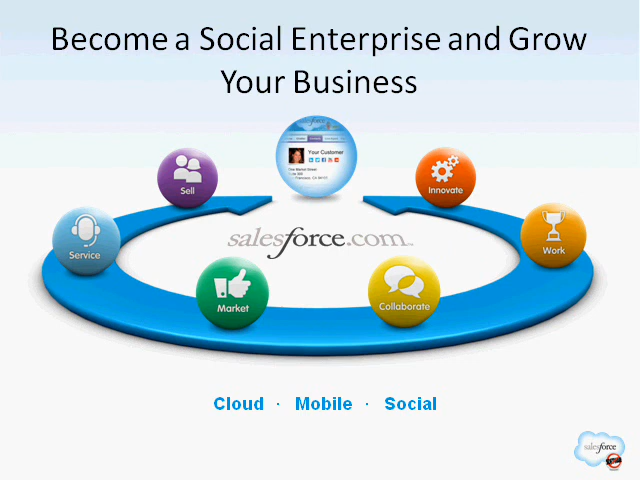 Become a Social Enterprise and Grow
Your Business
salesforce
Your Customer
Sell
Innovate
salesforce.com
Service
Work
Market
Collaborate
Cloud · Mobile · Social
salesforce